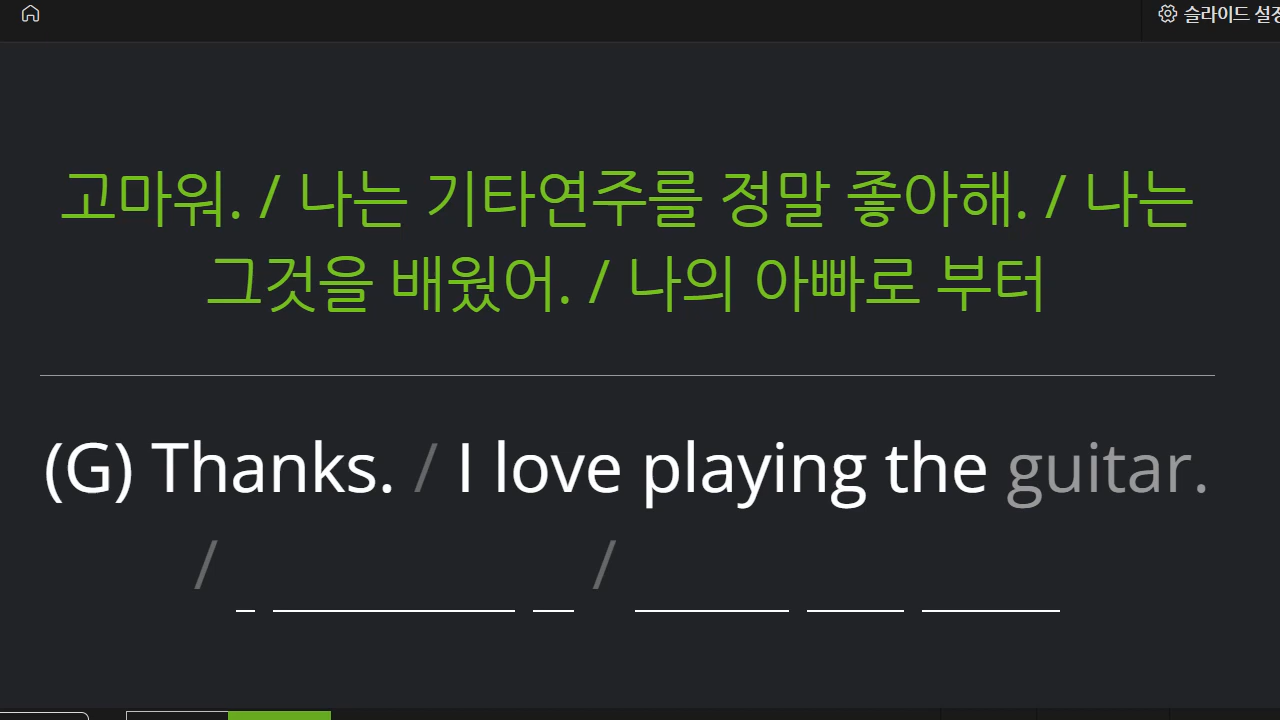 슬라이드 설정
고마워. / 나는 기타연주를 정말 좋아해. / 나는
그것을 배웠어. / 나의 아빠로 부터
(G) Thanks. / I love playing the guitar.
/ _ _ _ / _ _ _